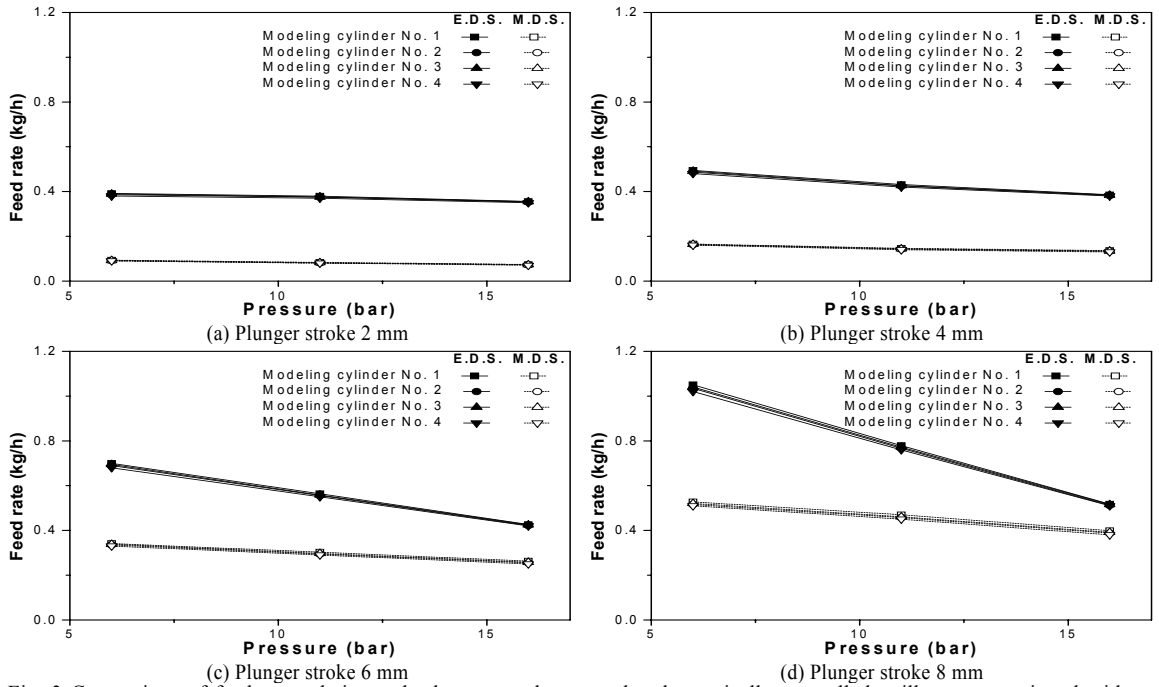 E.D.S. M.D.S.
Modeling cylinder No. 1
Modeling cylinder No. 2
Modeling cylinder No. 3
Modeling cylinder No. 4
Feed rate (kg/h)
1.2
0.8
0.4
0.0
5 10 15
Pressure (bar)
(a) Plunger stroke 2 mm
E.D.S. M.D.S.
Modeling cylinder No. 1
Modeling cylinder No. 2
Modeling cylinder No. 3
Modeling cylinder No. 4
Feed rate (kg/h)
1.2
0.8
0.4
0.0
5 10 15
Pressure (bar)
(b) Plunger stroke 4 mm
E.D.S. M.D.S.
Modeling cylinder No. 1
Modeling cylinder No. 2
Modeling cylinder No. 3
Modeling cylinder No. 4
Feed rate (kg/h)
1.2
0.8
0.4
0.0
5 10 15
Pressure (bar)
(c) Plunger stroke 6 mm
E.D.S. M.D.S.
Modeling cylinder No. 1
Modeling cylinder No. 2
Modeling cylinder No. 3
Modeling cylinder No. 4
Feed rate (kg/h)
1.2
0.8
0.4
0.0
5 10 15
Pressure (bar)
(d) Plunger stroke 8 mm